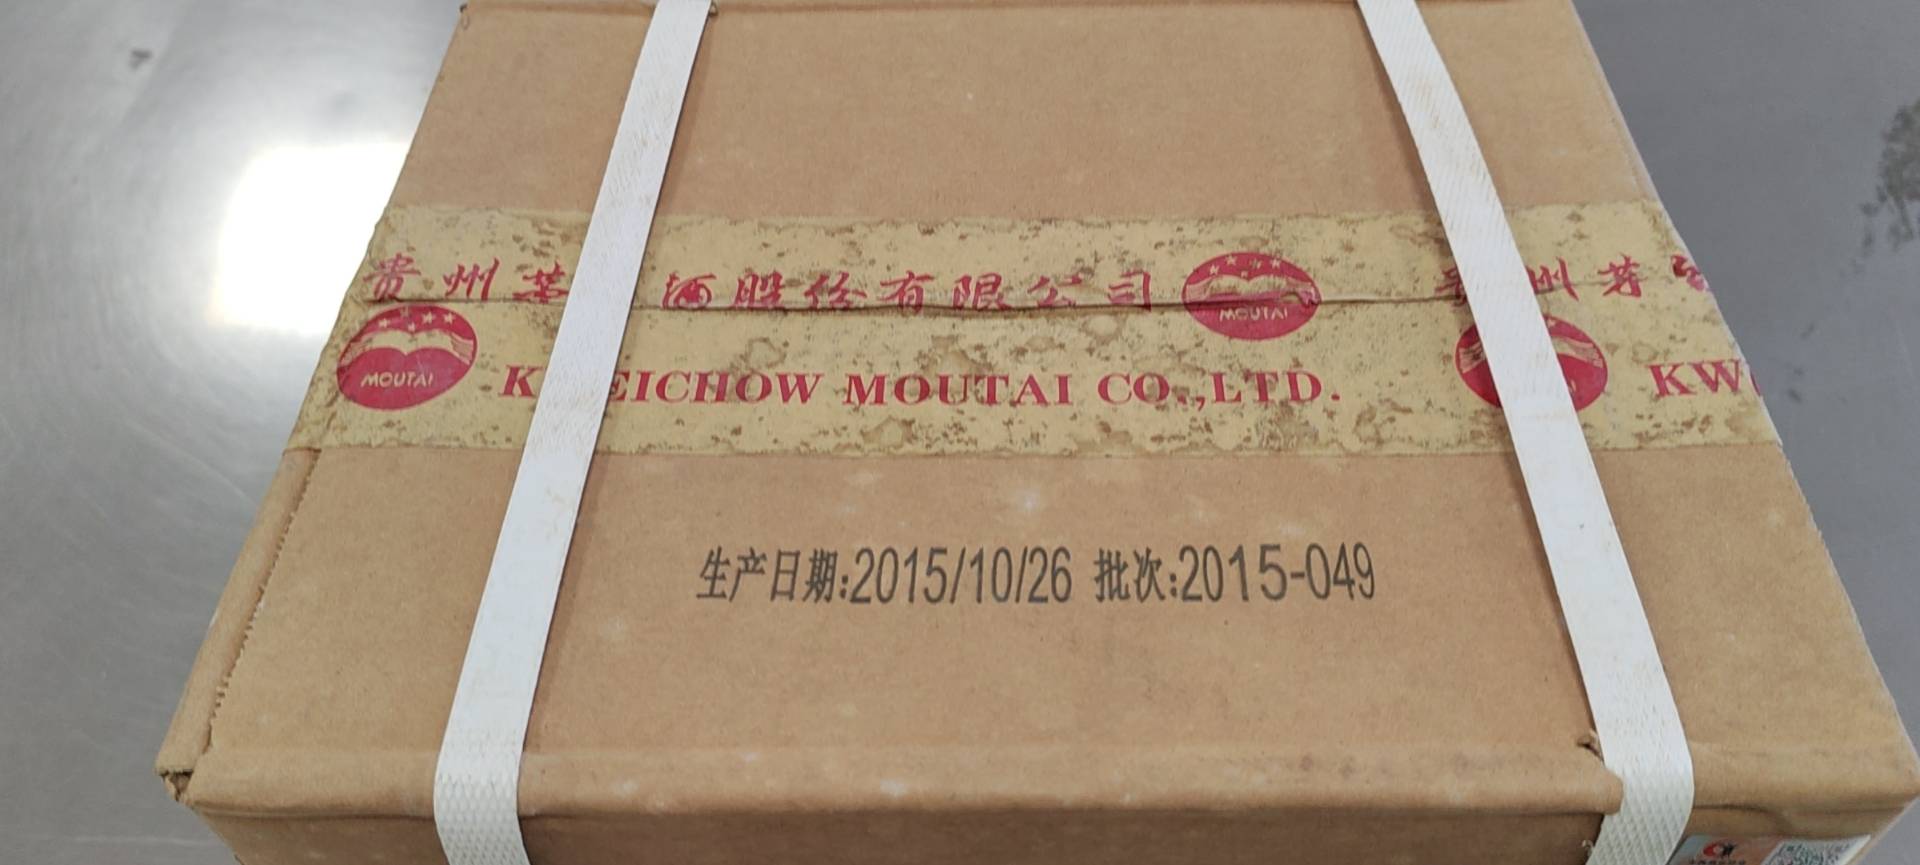 贵州茅 酒股份有限公司 MOUTAI 州茅
MOUTAI K EICHOW MOUTAI CO.,LTD. KW
生产日期:2015/10/26 批次:2015-049